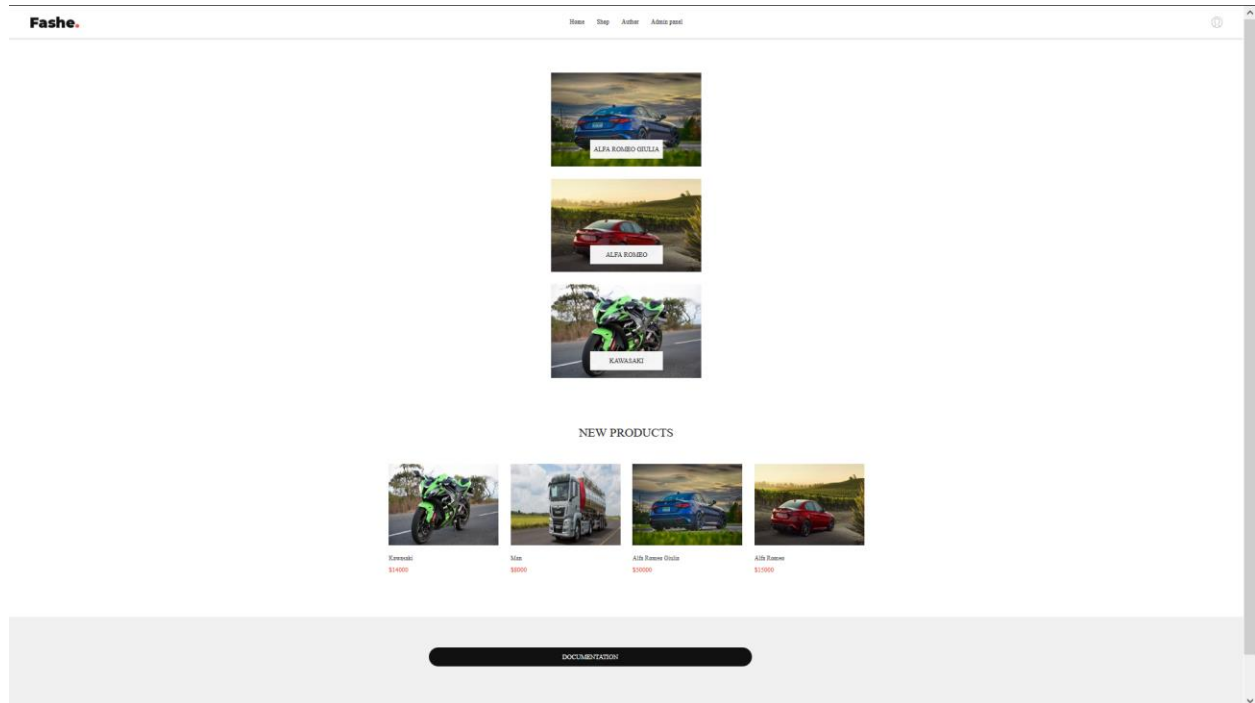 Fashe.
Home Shop Author Admin panel
ALFA ROMEO GIULIA
ALFA ROMEO
KAWASAKI
NEW PRODUCTS
Kawasaki Man Alfa Romeo Giulia Alfa Romeo
$14000 $8000 $50000 $25000
DOCUMENTATION